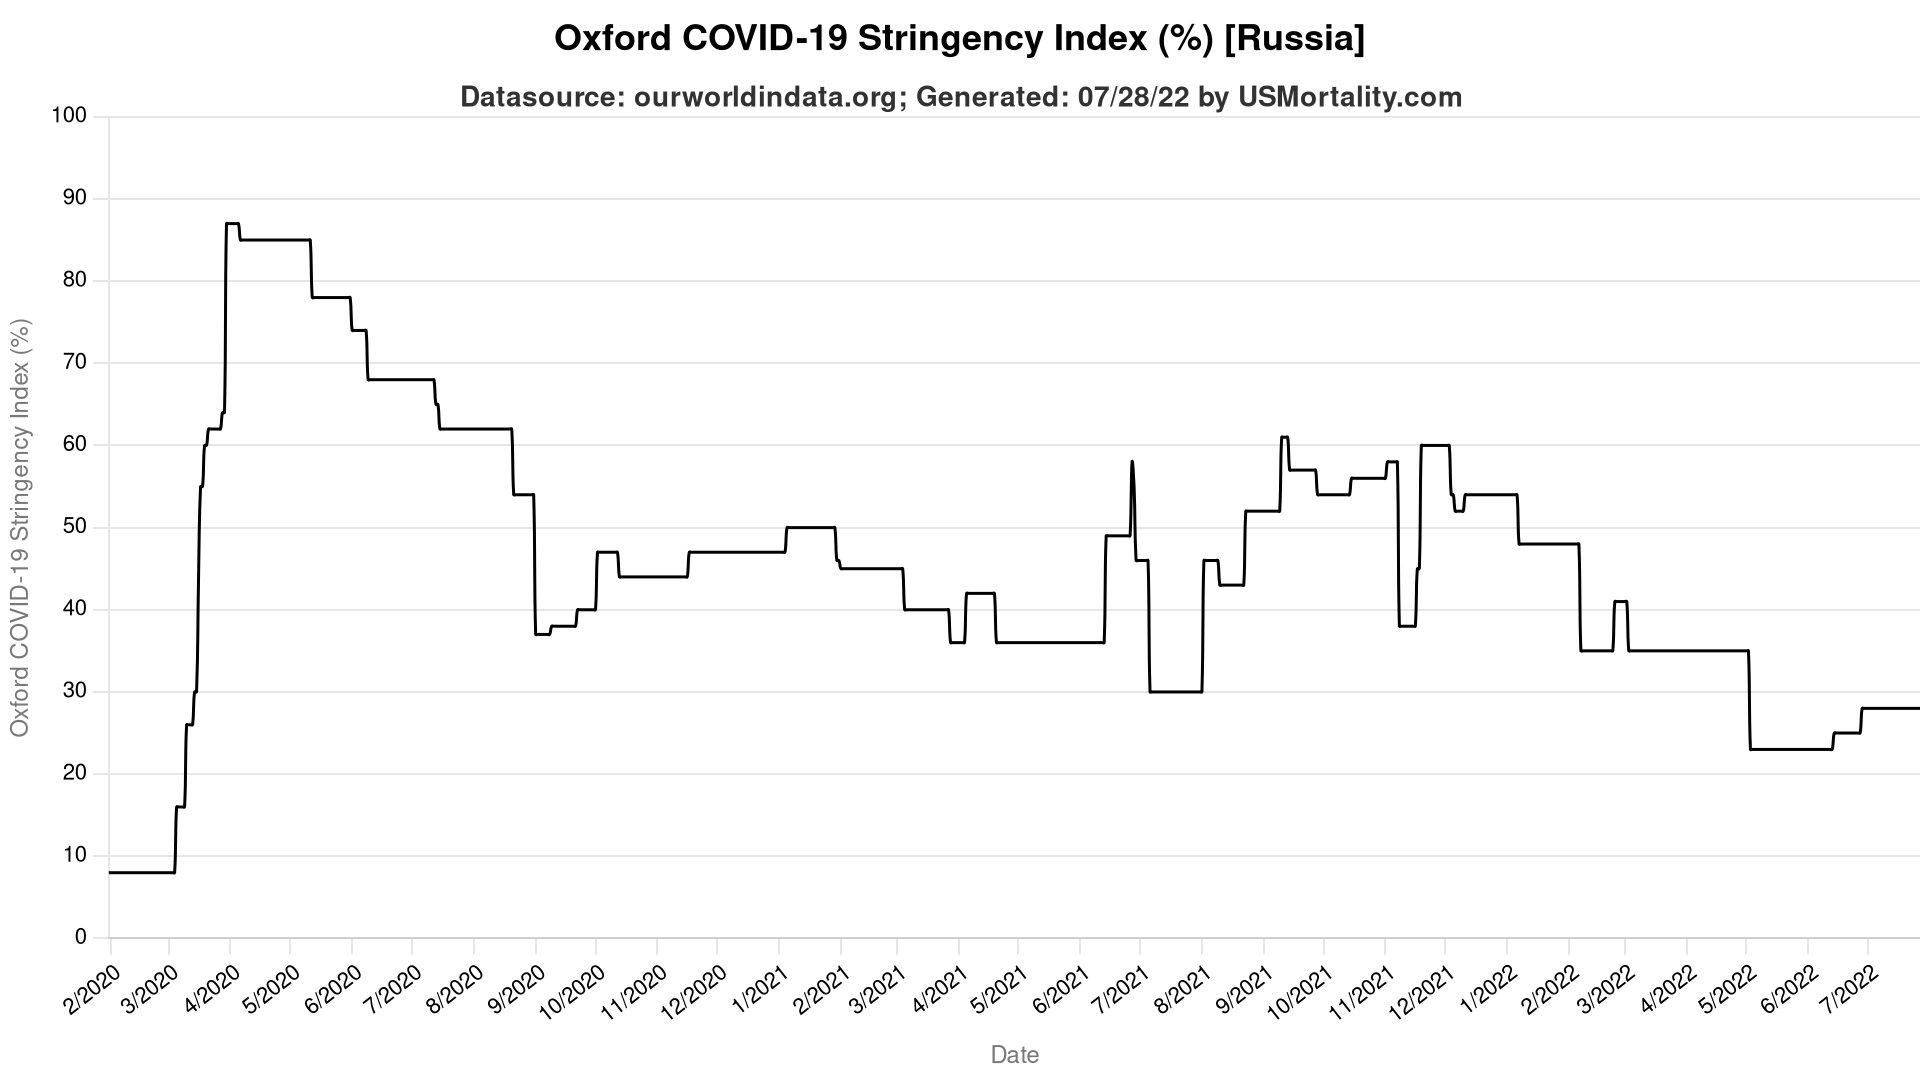 Oxford COVID-19 Stringency Index (%) [Russia]
Datasource: ourworldindata.org; Generated: 07/28/22 by USMortality.com
Oxford COVID-19 Stringency Index (%)
100
90
80
70
60
50
40
30
20
10
0
2/2020 3/2020 4/2020 5/2020 6/2020 7/2020 8/2020 9/2020 10/2020 11/2020 12/2020 1/2021 2/2021 3/2021 4/2021 5/2021 6/2021 7/2021 8/2021 9/2021 10/2021 11/2021 12/2021 1/2022 2/2022 3/2022 4/2022 5/2022 6/2022 7/2022
Date